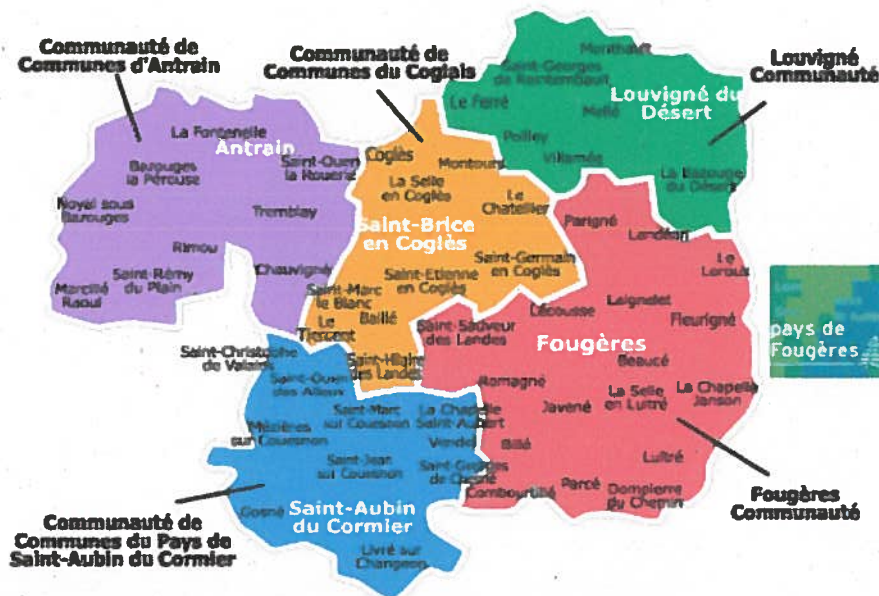 Communauté de
Communes d'Antrain
Communauté de
Communes du Coglais
Louvigné
Communauté
Monthault
Saint-Georges
de Reintembault
Le Ferré
Mellé
Louvigné du
Désert
Poilley
Villamée
La Bazouge
du Désert
La Fontenelle
Antrain
Bazouges
la Pérouse
Saint-Ouen
la Rouerie
Noyal sous
Bazouges
Tremblay
Rimou
Chauvigné
Saint-Rémy
du Plain
Marcillé
Raoul
Coglès
Montours
La Selle
en Coglès
Le
Chatellier
Saint-Brice
en Coglès
Saint-Germain
en Coglès
Saint-Etienne
en Coglès
Saint-Marc
le Blanc
Baillé
Le
Tiercent
Saint-Hilaire
des Landes
Parigné
Landéan
Le
Loroux
Laignelet
Lécousse
Fleurigné
Saint-Sauveur
des Landes
Fougères
Beaucé
Romagné
La Selle
en Luitré
La Chapelle
Janson
Javené
Billé
Luitré
Parcé
Combourtillé
Dompierre
du Chemin
pays de
Fougères
Saint-Christophe
de Valains
Saint-Ouen
des Alleux
Saint-Marc
sur Couesnon
La Chapelle
Saint-Aubert
Mézières
sur Couesnon
Vendel
Saint-Jean
sur Couesnon
Saint-Georges
de Chesné
Gosné
Saint-Aubin
du Cormier
Livré sur
Changeon
Communauté de
Communes du Pays de
Saint-Aubin du Cormier
Fougères
Communauté